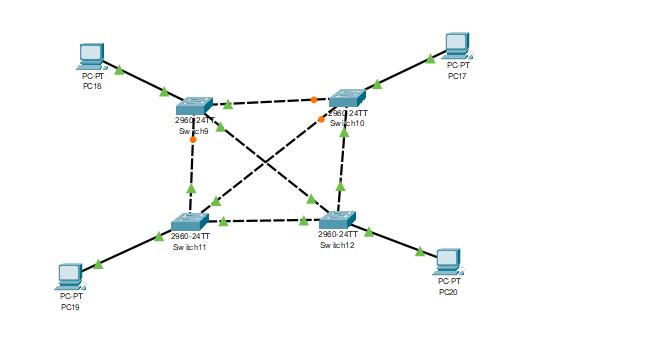 PC-PT
PC18
PC-PT
PC17
2960-24TT
Switch9
2960-24TT
Switch10
2960-24TT
Switch11
2960-24TT
Switch12
PC-PT
PC19
PC-PT
PC20